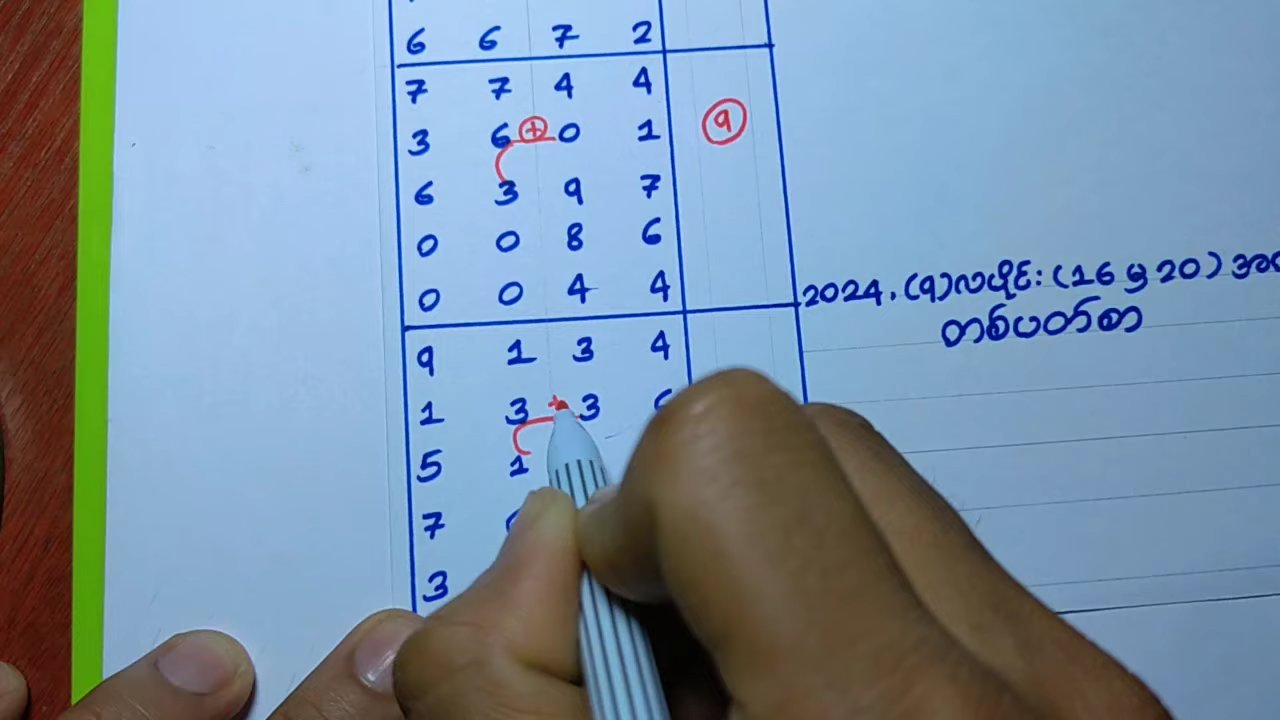 6 6 7 2
7 7 4 4
3 6 + 0 1 9
6 3 9 7
0 0 8 6
0 0 4 4
2024. (9) လပိုင်း (16 မှ 20)
တစ်ပတ်စာ
9 1 3 4
1 3 + 3
5 1
7
3